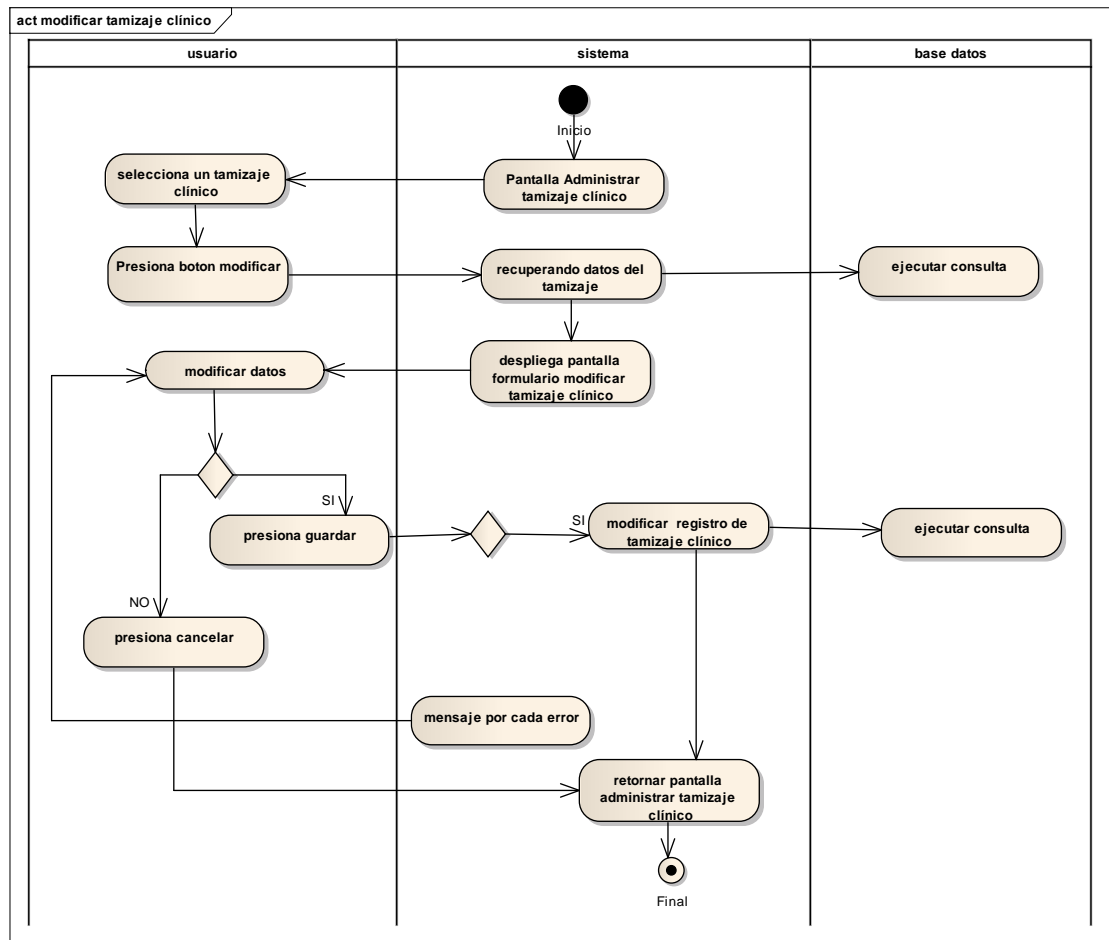 act modificar tamizaje clínico
usuario
sistema
base datos
Inicio
selecciona un tamizaje
clínico
Pantalla Administrar
tamizaje clínico
Presiona boton modificar
recuperando datos del
tamizaje
ejecutar consulta
modificar datos
despliega pantalla
formulario modificar
tamizaje clínico
SI
presiona guardar
SI
modificar registro de
tamizaje clínico
ejecutar consulta
NO
presiona cancelar
mensaje por cada error
retornar pantalla
administrar tamizaje
clínico
Final